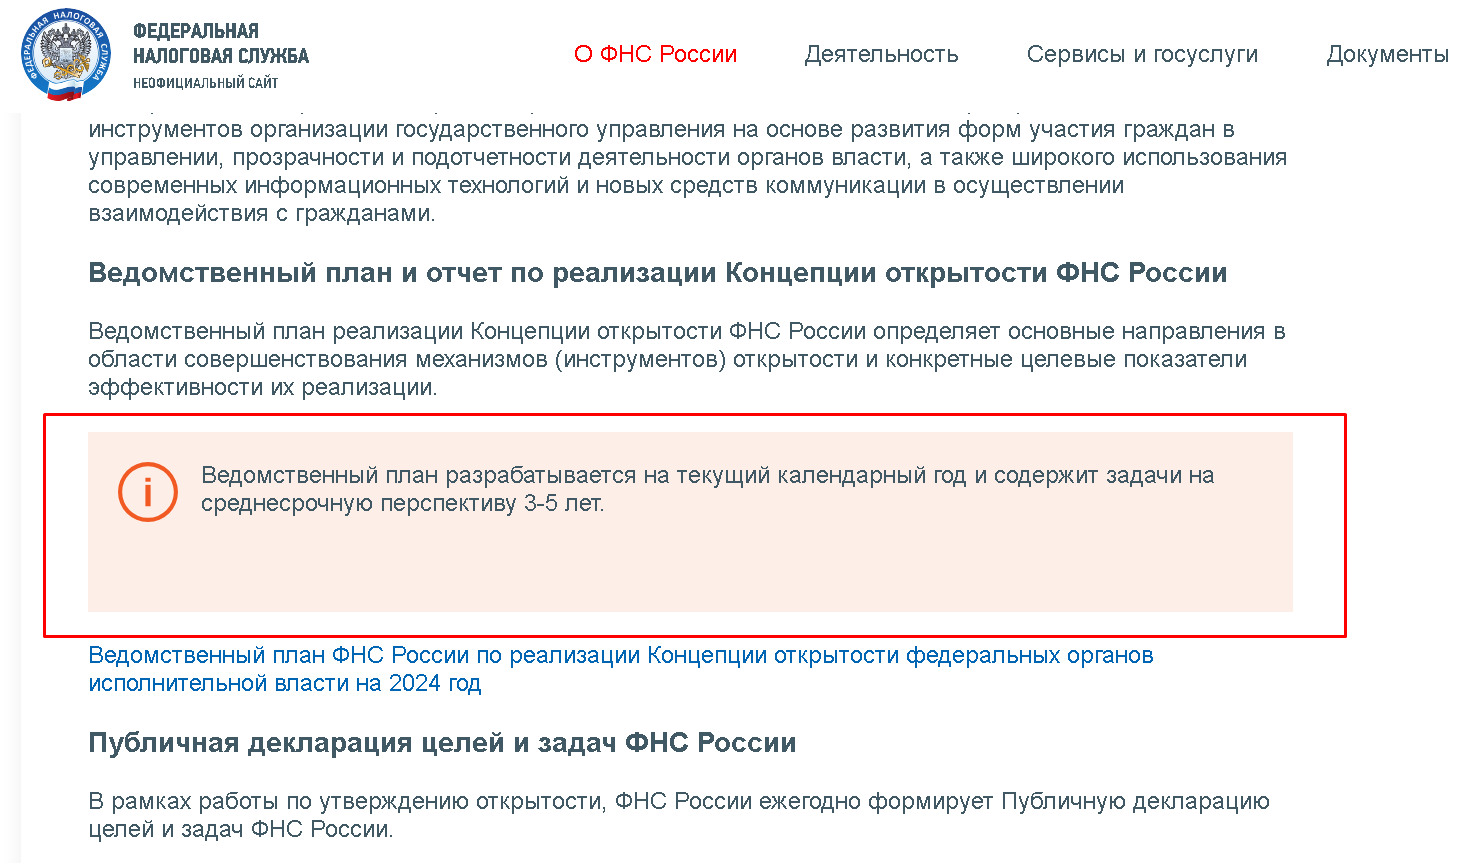 ФЕДЕРАЛЬНАЯ НАЛОГОВАЯ СЛУЖБА
ФЕДЕРАЛЬНАЯ
НАЛОГОВАЯ СЛУЖБА
НЕОФИЦИАЛЬНЫЙ САЙТ
О ФНС России
Деятельность
Сервисы и госуслуги
Документы
инструментов организации государственного управления на основе развития форм участия граждан в
управлении, прозрачности и подотчетности деятельности органов власти, а также широкого использования
современных информационных технологий и новых средств коммуникации в осуществлении
взаимодействия с гражданами.
Ведомственный план и отчет по реализации Концепции открытости ФНС России
Ведомственный план реализации Концепции открытости ФНС России определяет основные направления в
области совершенствования механизмов (инструментов) открытости и конкретные целевые показатели
эффективности их реализации.
i
Ведомственный план разрабатывается на текущий календарный год и содержит задачи на
среднесрочную перспективу 3-5 лет.
Ведомственный план ФНС России по реализации Концепции открытости федеральных органов
исполнительной власти на 2024 год
Публичная декларация целей и задач ФНС России
В рамках работы по утверждению открытости, ФНС России ежегодно формирует Публичную декларацию
целей и задач ФНС России.